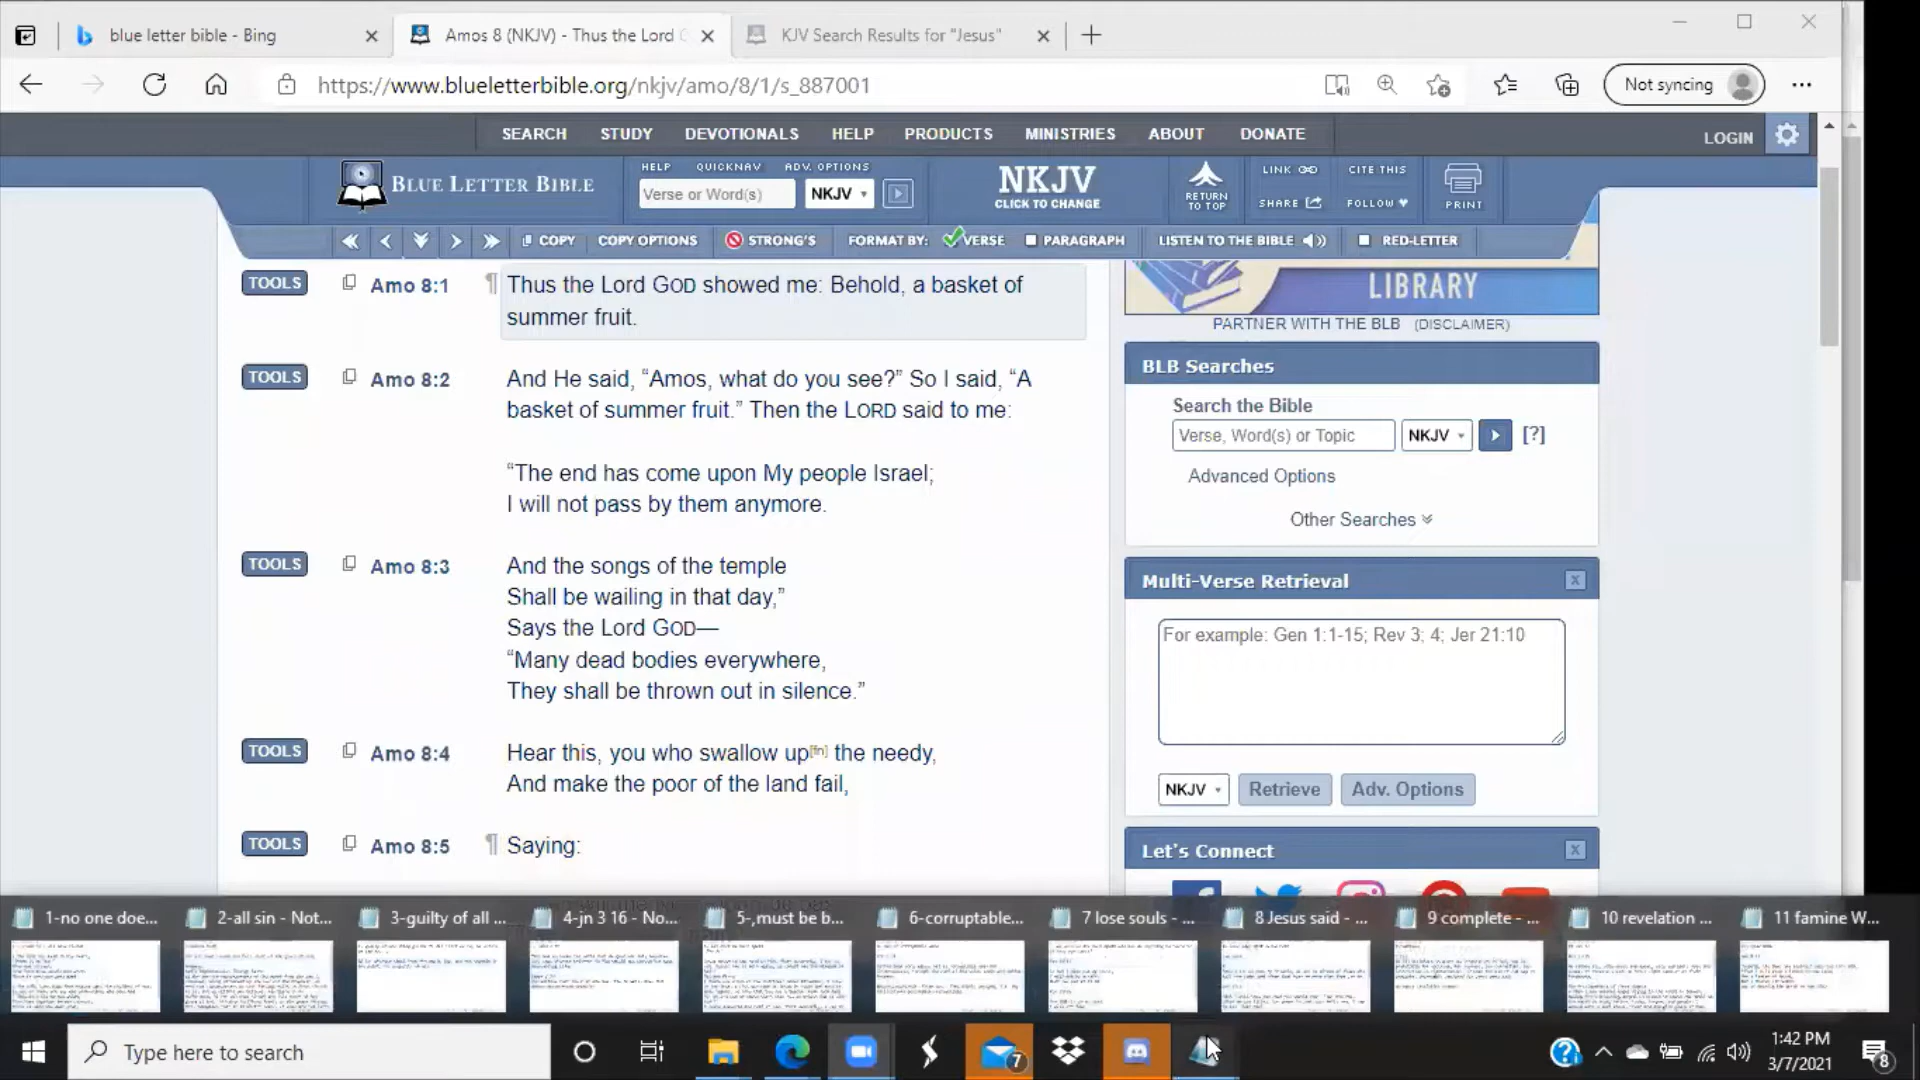 blue letter bible - Bing
Amos 8 (NKJV) - Thus the Lord G
KJV Search Results for "Jesus"
https://www.blueletterbible.org/nkjv/amo/8/1/s_887001
Not syncing
SEARCH STUDY DEVOTIONALS HELP PRODUCTS MINISTRIES ABOUT DONATE
LOGIN
BLUE LETTER BIBLE
HELP QUICKNAV ADV. OPTIONS
Verse or Word(s) NKJV
NKJV
CLICK TO CHANGE
RETURN
TO TOP
LINK
SHARE
CITE THIS
FOLLOW
PRINT
COPY COPY OPTIONS STRONG'S FORMAT BY: VERSE PARAGRAPH LISTEN TO THE BIBLE RED-LETTER
TOOLS Amo 8:1 ¶ Thus the Lord GOD showed me: Behold, a basket of
summer fruit.
TOOLS Amo 8:2 And He said, “Amos, what do you see?” So I said, “A
basket of summer fruit.” Then the LORD said to me:
“The end has come upon My people Israel;
I will not pass by them anymore.
TOOLS Amo 8:3 And the songs of the temple
Shall be wailing in that day,”
Says the Lord GOD—
“Many dead bodies everywhere,
They shall be thrown out in silence.”
TOOLS Amo 8:4 Hear this, you who swallow up[fn] the needy,
And make the poor of the land fail,
TOOLS Amo 8:5 ¶ Saying:
LIBRARY
PARTNER WITH THE BLB (DISCLAIMER)
BLB Searches
Search the Bible
Verse, Word(s) or Topic NKJV [?]
Advanced Options
Other Searches
Multi-Verse Retrieval x
For example: Gen 1:1-15; Rev 3; 4; Jer 21:10
NKJV Retrieve Adv. Options
Let's Connect x
1-no one doe...
2-all sin - Not...
3-guilty of all ...
4-jn 3 16 - No...
5-,must be b...
6-corruptable...
7 lose souls - ...
8 Jesus said - ...
9 complete - ...
10 revelation ...
11 famine W...
Type here to search
7
1:42 PM
3/7/2021
8